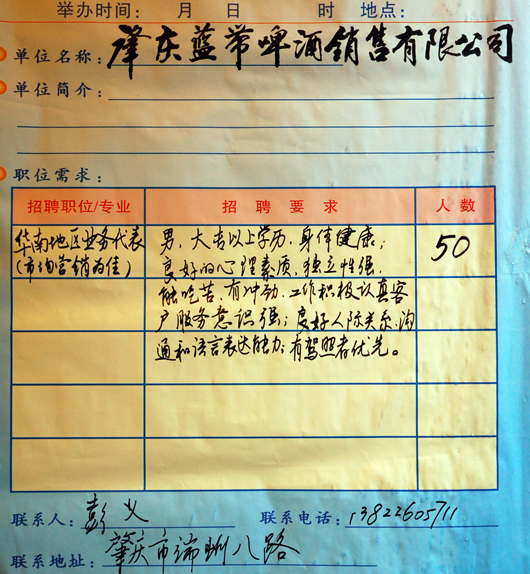 举办时间： 月 日 时 地点：
单位名称：肇庆蓝带啤酒销售有限公司
单位简介：
职位需求：
招聘职位/专业 招聘要求 人数
华南地区业务代表
(市场营销为佳)
男，大专以上学历，身体健康；
良好的心理素质，独立性强，
能吃苦，有冲劲，工作积极认真客
户服务意识强；良好人际关系、沟
通和语言表达能力；有驾照者优先。
50
联系人：彭义 联系电话：13822605711
联系地址：肇庆市端州八路